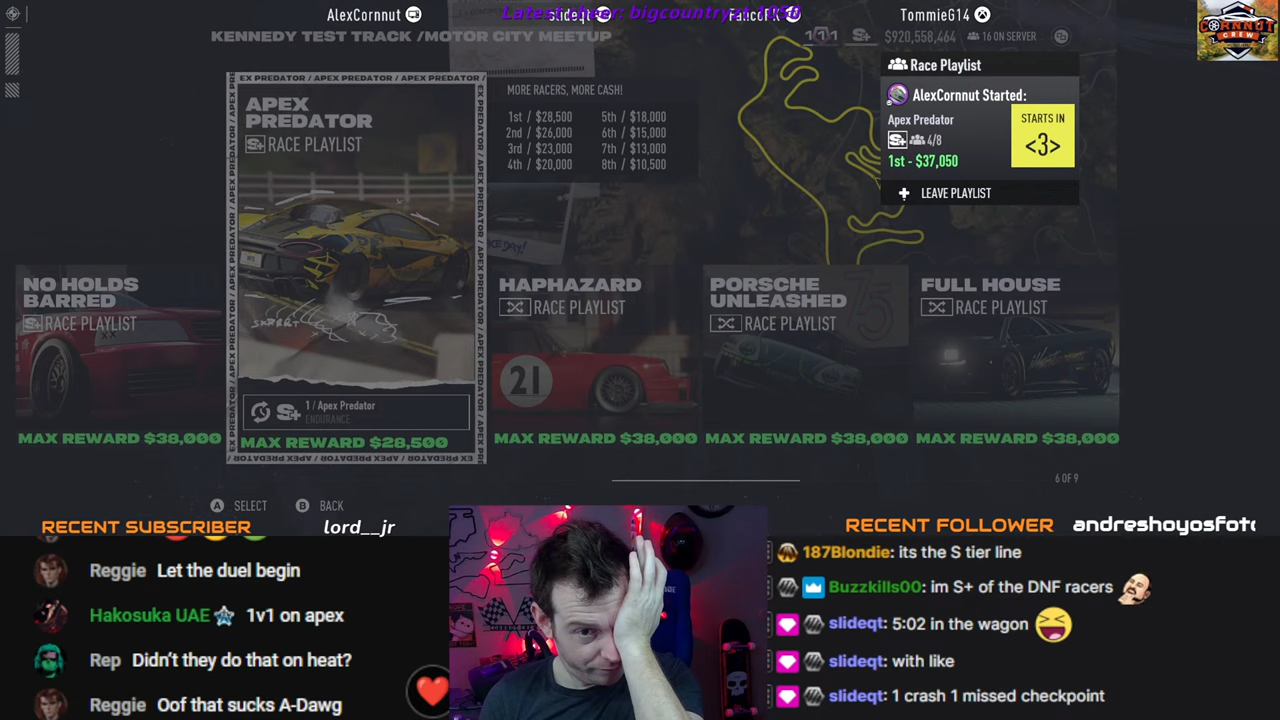 AlexCornnut
Latest cheer: bigcountryrt 1050
slideqt
TommieG14
KENNEDY TEST TRACK /MOTOR CITY MEETUP
$920,558,464
16 ON SERVER
CORNNUT
CREW
Race Playlist
AlexCornnut Started:
Apex Predator
S+ 4/8
1st - $37,050
STARTS IN
<3>
LEAVE PLAYLIST
EX PREDATOR / APEX PREDATOR / APEX PREDATOR /
APEX
PREDATOR
S+ RACE PLAYLIST
MORE RACERS, MORE CASH!
1st / $28,500 5th / $18,000
2nd / $26,000 6th / $15,000
3rd / $23,000 7th / $13,000
4th / $20,000 8th / $10,500
NO HOLDS
BARRED
S+ RACE PLAYLIST
MAX REWARD $38,000
S+ 1 / Apex Predator
ENDURANCE
MAX REWARD $28,500
HAPHAZARD
RACE PLAYLIST
21
MAX REWARD $38,000
PORSCHE
UNLEASHED
RACE PLAYLIST
MAX REWARD $38,000
FULL HOUSE
RACE PLAYLIST
MAX REWARD $38,000
6 OF 9
A SELECT B BACK
RECENT SUBSCRIBER lord__jr
RECENT FOLLOWER andreshoyosfoto
Reggie Let the duel begin
Hakosuka UAE 1v1 on apex
Rep Didn't they do that on heat?
Reggie Oof that sucks A-Dawg
187Blondie: its the S tier line
Buzzkills00: im S+ of the DNF racers
slideqt: 5:02 in the wagon
slideqt: with like
slideqt: 1 crash 1 missed checkpoint